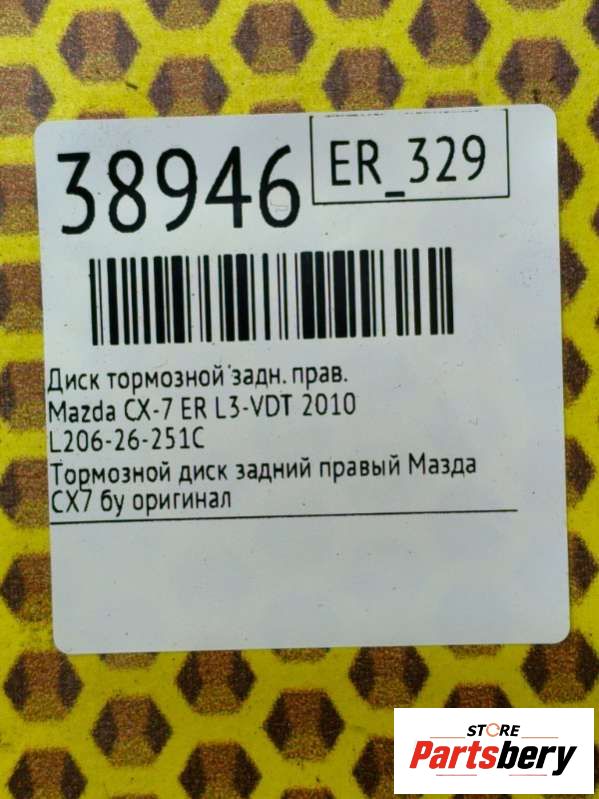 38946
ER_329
Диск тормозной задн. прав.
Mazda CX-7 ER L3-VDT 2010
L206-26-251C
Тормозной диск задний правый Мазда
СХ7 бу оригинал
STORE
Partsbery